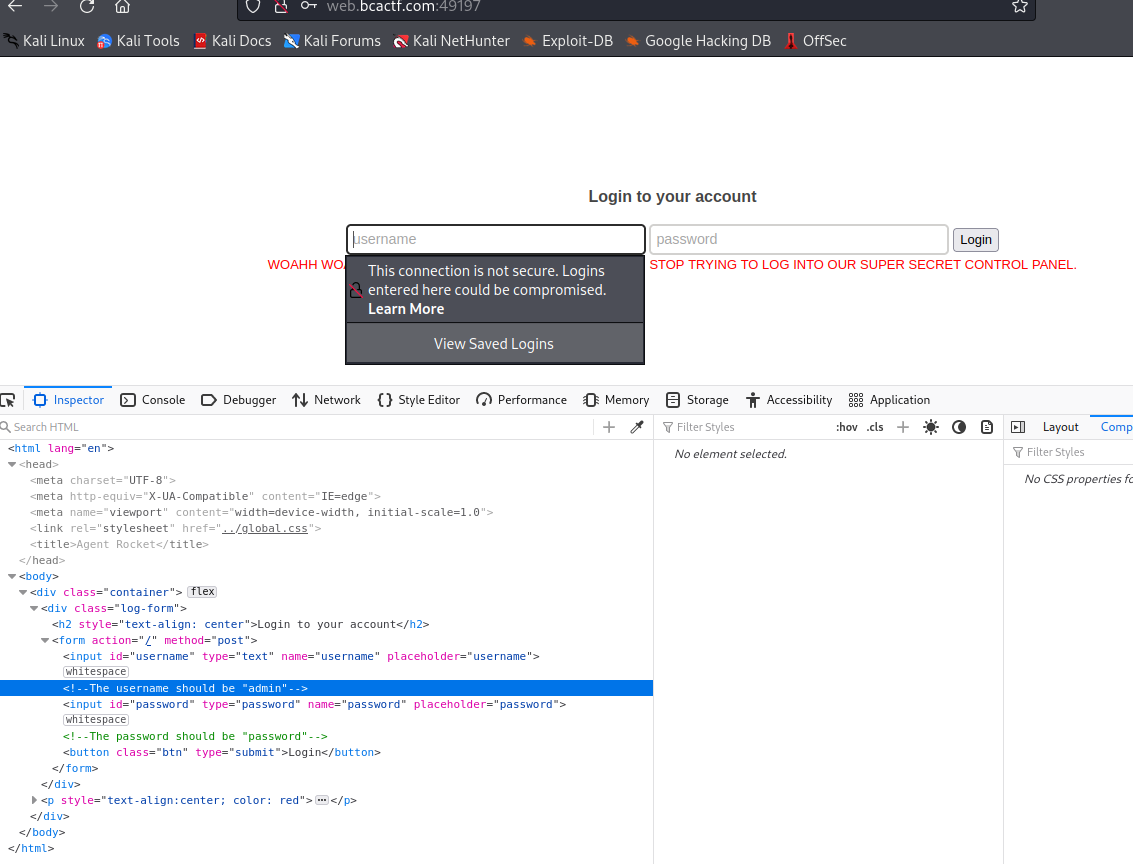 web.bcactf.com:49197
Kali Linux Kali Tools Kali Docs Kali Forums Kali NetHunter Exploit-DB Google Hacking DB OffSec
Login to your account
username password Login
WOAHH WOA STOP TRYING TO LOG INTO OUR SUPER SECRET CONTROL PANEL.
This connection is not secure. Logins
entered here could be compromised.
Learn More
View Saved Logins
Inspector Console Debugger Network Style Editor Performance Memory Storage Accessibility Application
Search HTML Filter Styles :hov .cls Layout Comp
Filter Styles
No element selected.
No CSS properties fo
<html lang="en">
<head>
<meta charset="UTF-8">
<meta http-equiv="X-UA-Compatible" content="IE=edge">
<meta name="viewport" content="width=device-width, initial-scale=1.0">
<link rel="stylesheet" href="../global.css">
<title>Agent Rocket</title>
</head>
<body>
<div class="container"> flex
<div class="log-form">
<h2 style="text-align: center">Login to your account</h2>
<form action="/" method="post">
<input id="username" type="text" name="username" placeholder="username">
whitespace
<!--The username should be "admin"-->
<input id="password" type="password" name="password" placeholder="password">
whitespace
<!--The password should be "password"-->
<button class="btn" type="submit">Login</button>
</form>
</div>
<p style="text-align:center; color: red">…</p>
</div>
</body>
</html>